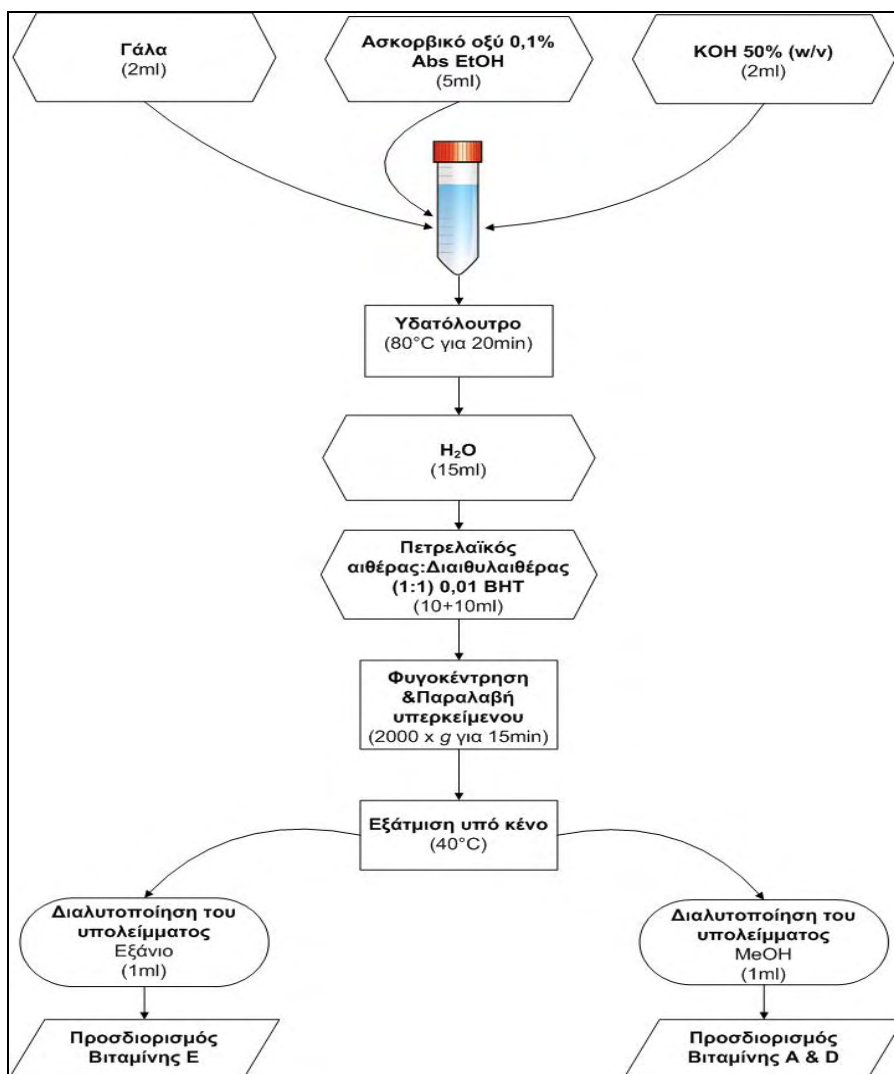 Γάλα
(2ml)
Ασκορβικό οξύ 0,1%
Abs EtOH
(5ml)
KOH 50% (w/v)
(2ml)
Υδατόλουτρο
(80°C για 20min)
H₂O
(15ml)
Πετρελαϊκός
αιθέρας:Διαιθυλαιθέρας
(1:1) 0,01 BHT
(10+10ml)
Φυγοκέντρηση
&Παραλαβή
υπερκείμενου
(2000 x g για 15min)
Εξάτμιση υπό κένο
(40°C)
Διαλυτοποίηση του
υπολείμματος
Εξάνιο
(1ml)
Διαλυτοποίηση του
υπολείμματος
MeOH
(1ml)
Προσδιορισμός
Βιταμίνης Ε
Προσδιορισμός
Βιταμίνης Α & D